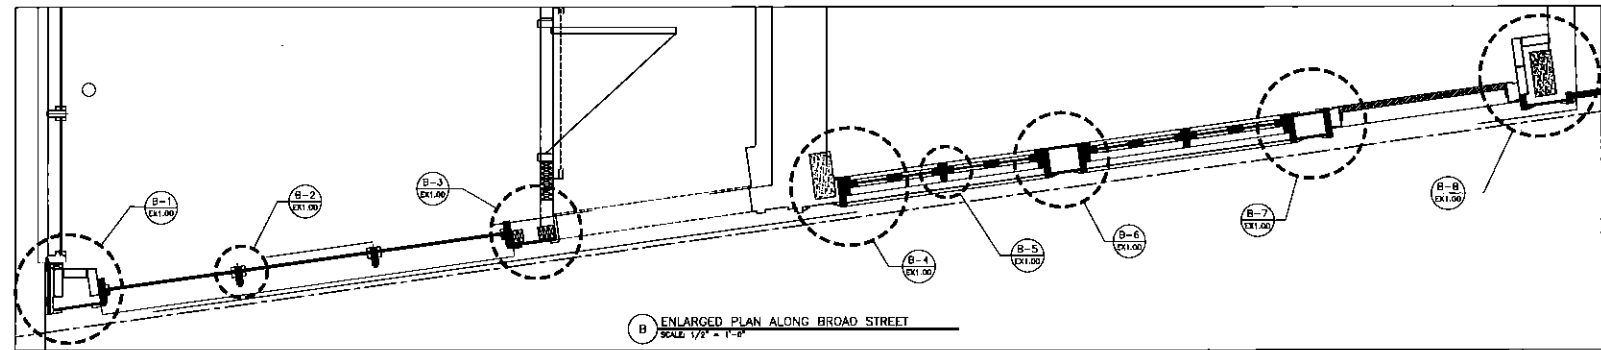 B-1
EX1.00
B-2
EX1.00
B-3
EX1.00
B-4
EX1.00
B-5
EX1.00
B-6
EX1.00
B-7
EX1.00
B-8
EX1.00
B
ENLARGED PLAN ALONG BROAD STREET
SCALE: 1/2" = 1'-0"